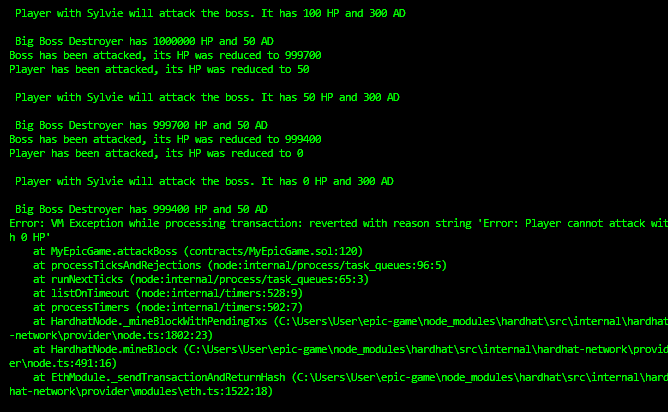 Player with Sylvie will attack the boss. It has 100 HP and 300 AD
Big Boss Destroyer has 1000000 HP and 50 AD
Boss has been attacked, its HP was reduced to 999700
Player has been attacked, its HP was reduced to 50
Player with Sylvie will attack the boss. It has 50 HP and 300 AD
Big Boss Destroyer has 999700 HP and 50 AD
Boss has been attacked, its HP was reduced to 999400
Player has been attacked, its HP was reduced to 0
Player with Sylvie will attack the boss. It has 0 HP and 300 AD
Big Boss Destroyer has 999400 HP and 50 AD
Error: VM Exception while processing transaction: reverted with reason string 'Error: Player cannot attack wit
h 0 HP'
at MyEpicGame.attackBoss (contracts/MyEpicGame.sol:120)
at processTicksAndRejections (node:internal/process/task_queues:96:5)
at runNextTicks (node:internal/process/task_queues:65:3)
at listOnTimeout (node:internal/timers:528:9)
at processTimers (node:internal/timers:502:7)
at HardhatNode._mineBlockWithPendingTxs (C:\Users\User\epic-game\node_modules\hardhat\src\internal\hardhat
-network\provider\node.ts:1802:23)
at HardhatNode.mineBlock (C:\Users\User\epic-game\node_modules\hardhat\src\internal\hardhat-network\provid
er\node.ts:491:16)
at EthModule._sendTransactionAndReturnHash (C:\Users\User\epic-game\node_modules\hardhat\src\internal\hard
hat-network\provider\modules\eth.ts:1522:18)